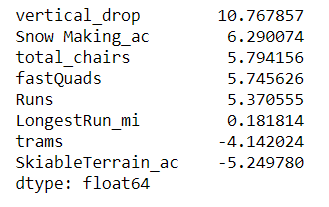 vertical_drop 10.767857
Snow Making_ac 6.290074
total_chairs 5.794156
fastQuads 5.745626
Runs 5.370555
LongestRun_mi 0.181814
trams -4.142024
SkiableTerrain_ac -5.249780
dtype: float64